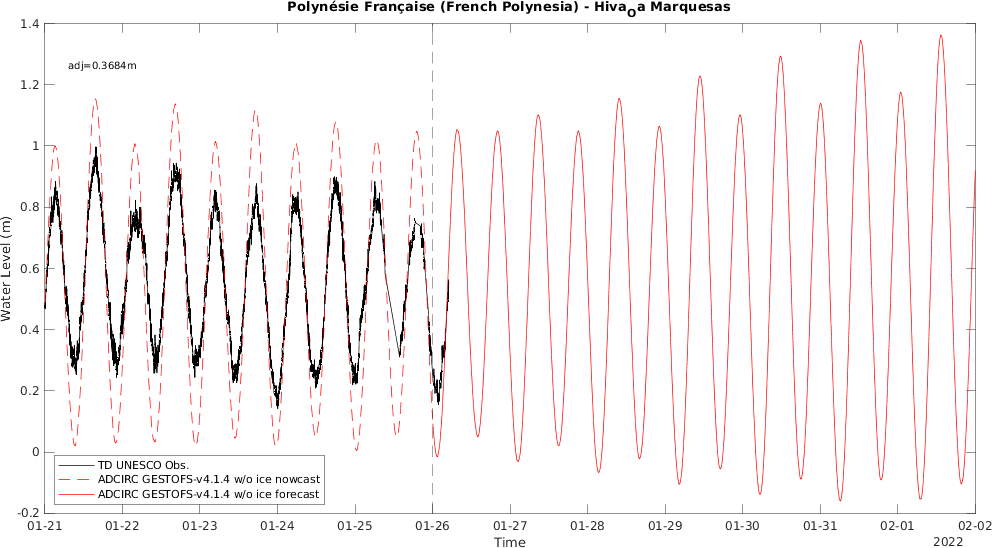 Polynésie Française (French Polynesia) - Hiva_Oa Marquesas
1.4
adj=0.3684m
1.2
1
0.8
0.6
0.4
0.2
0
-0.2
Water Level (m)
TD UNESCO Obs.
ADCIRC GESTOFS-v4.1.4 w/o ice nowcast
ADCIRC GESTOFS-v4.1.4 w/o ice forecast
01-21 01-22 01-23 01-24 01-25 01-26 01-27 01-28 01-29 01-30 01-31 02-01 02-02
Time
2022